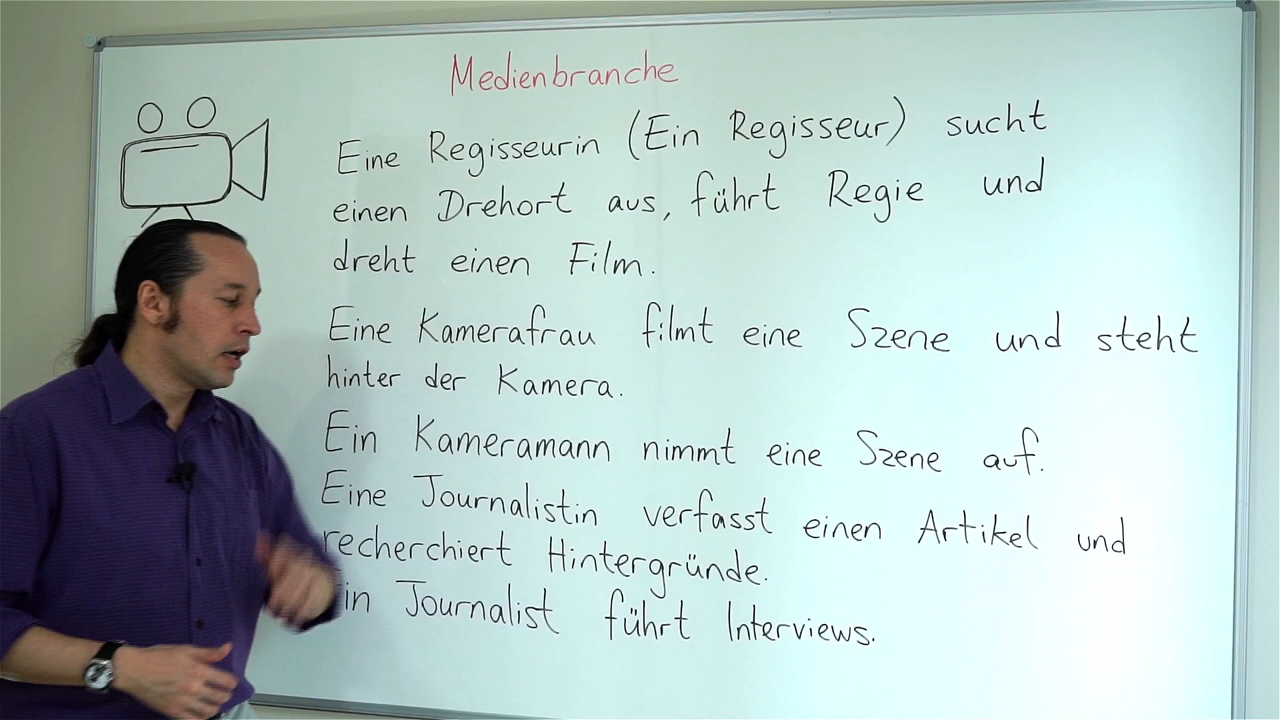 Medienbranche
Eine Regisseurin (Ein Regisseur) sucht
einen Drehort aus, führt Regie und
dreht einen Film.
Eine Kamerafrau filmt eine Szene und steht
hinter der Kamera.
Ein Kameramann nimmt eine Szene auf.
Eine Journalistin verfasst einen Artikel und
recherchiert Hintergründe.
Ein Journalist führt Interviews.